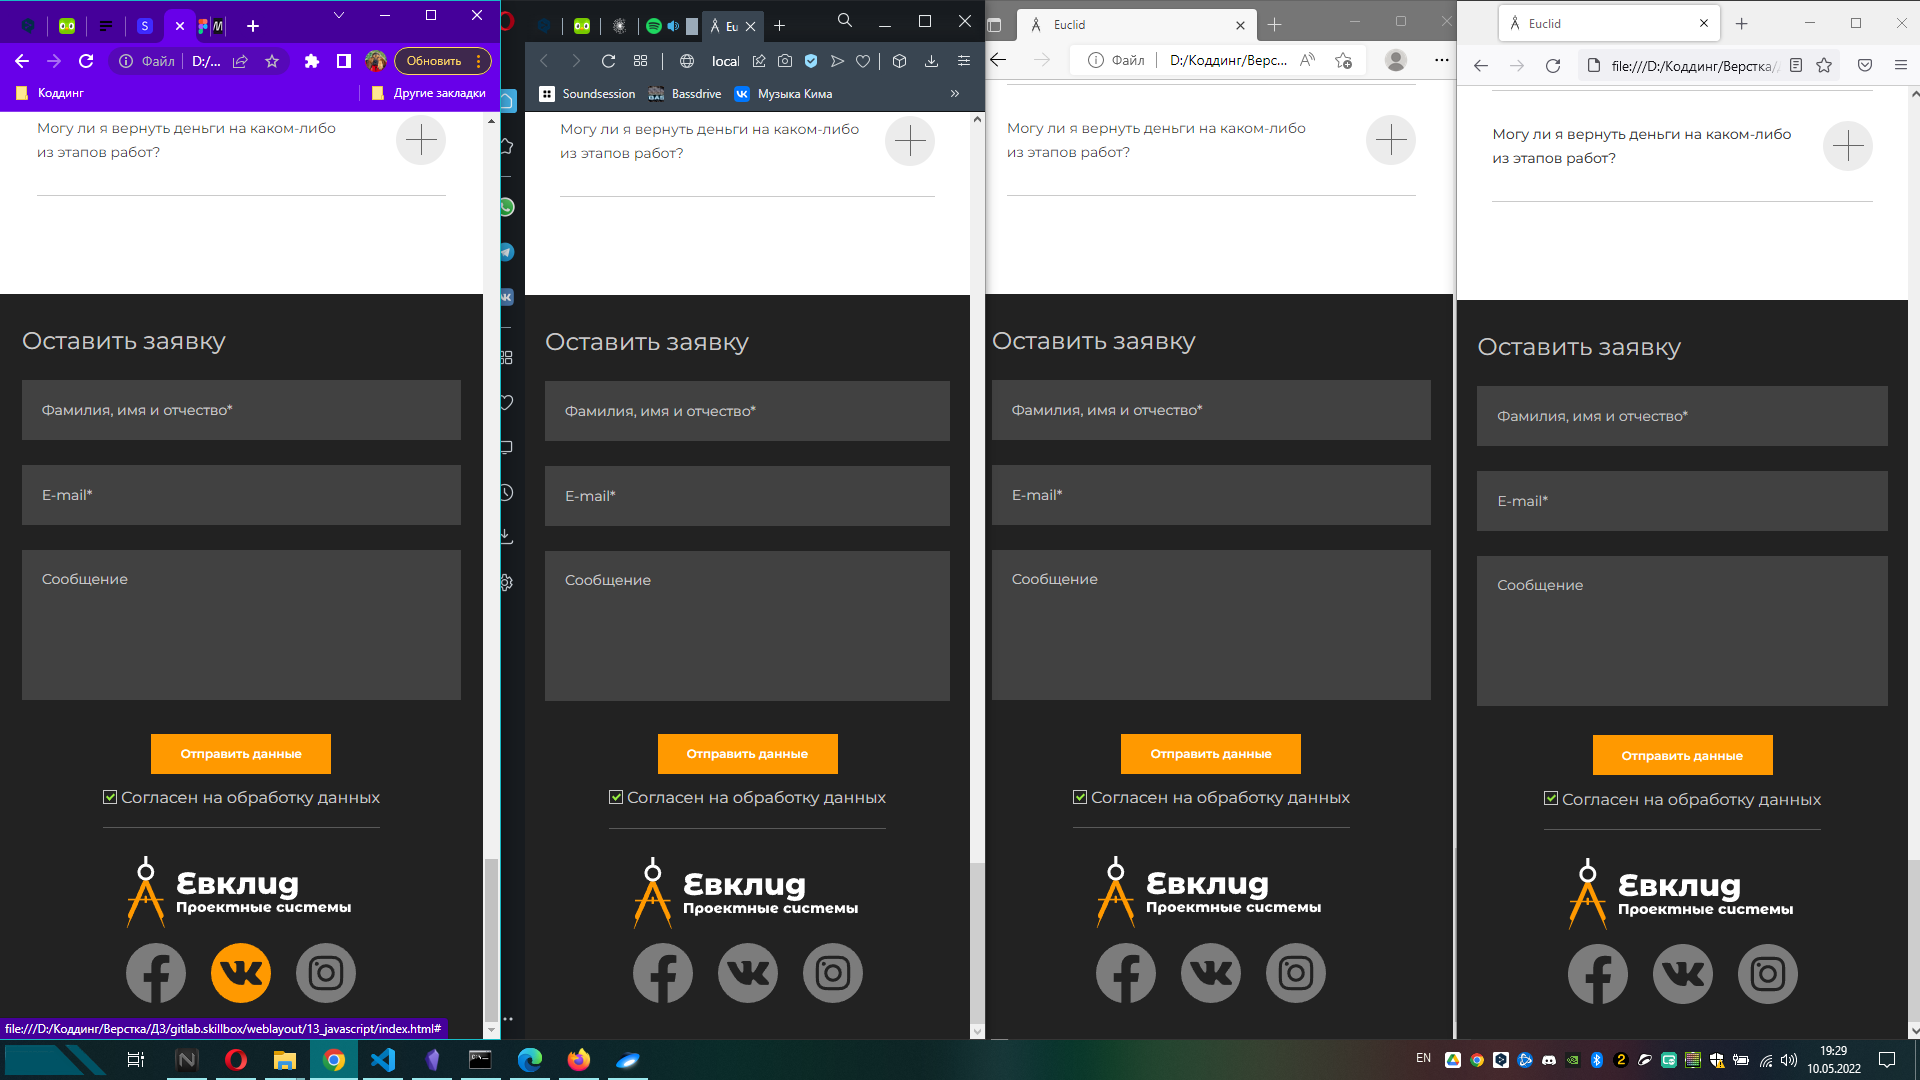 Файл
D:/...
Обновить
Коддинг
Другие закладки
Могу ли я вернуть деньги на каком-либо
из этапов работ?
Оставить заявку
Фамилия, имя и отчество*
E-mail*
Сообщение
Отправить данные
Согласен на обработку данных
Евклид
Проектные системы
file:///D:/Коддинг/Верстка/ДЗ/gitlab.skillbox/weblayout/13_javascript/index.html#
Eu
local
Soundsession
Bassdrive
Музыка Кима
Могу ли я вернуть деньги на каком-либо
из этапов работ?
Оставить заявку
Фамилия, имя и отчество*
E-mail*
Сообщение
Отправить данные
Согласен на обработку данных
Евклид
Проектные системы
Euclid
Файл
D:/Коддинг/Верс...
Могу ли я вернуть деньги на каком-либо
из этапов работ?
Оставить заявку
Фамилия, имя и отчество*
E-mail*
Сообщение
Отправить данные
Согласен на обработку данных
Евклид
Проектные системы
Euclid
file:///D:/Коддинг/Верстка/
Могу ли я вернуть деньги на каком-либо
из этапов работ?
Оставить заявку
Фамилия, имя и отчество*
E-mail*
Сообщение
Отправить данные
Согласен на обработку данных
Евклид
Проектные системы
EN
19:29
10.05.2022